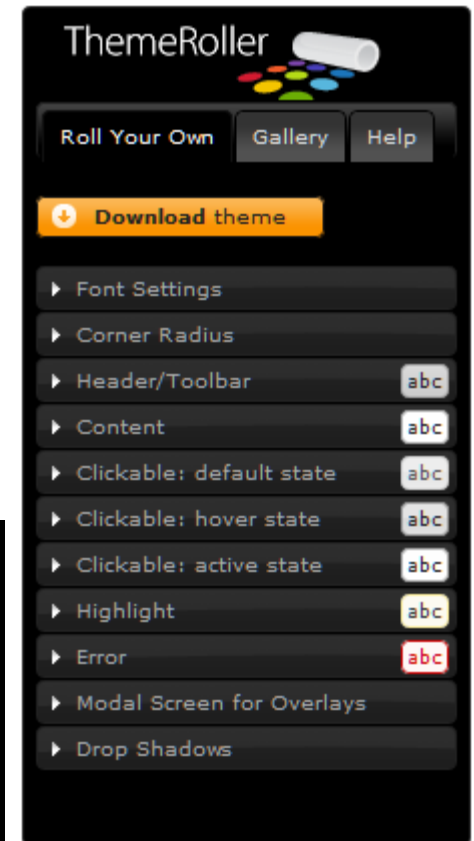 ThemeRoller
Roll Your Own Gallery Help
Download theme
Font Settings
Corner Radius
Header/Toolbar abc
Content abc
Clickable: default state abc
Clickable: hover state abc
Clickable: active state abc
Highlight abc
Error abc
Modal Screen for Overlays
Drop Shadows